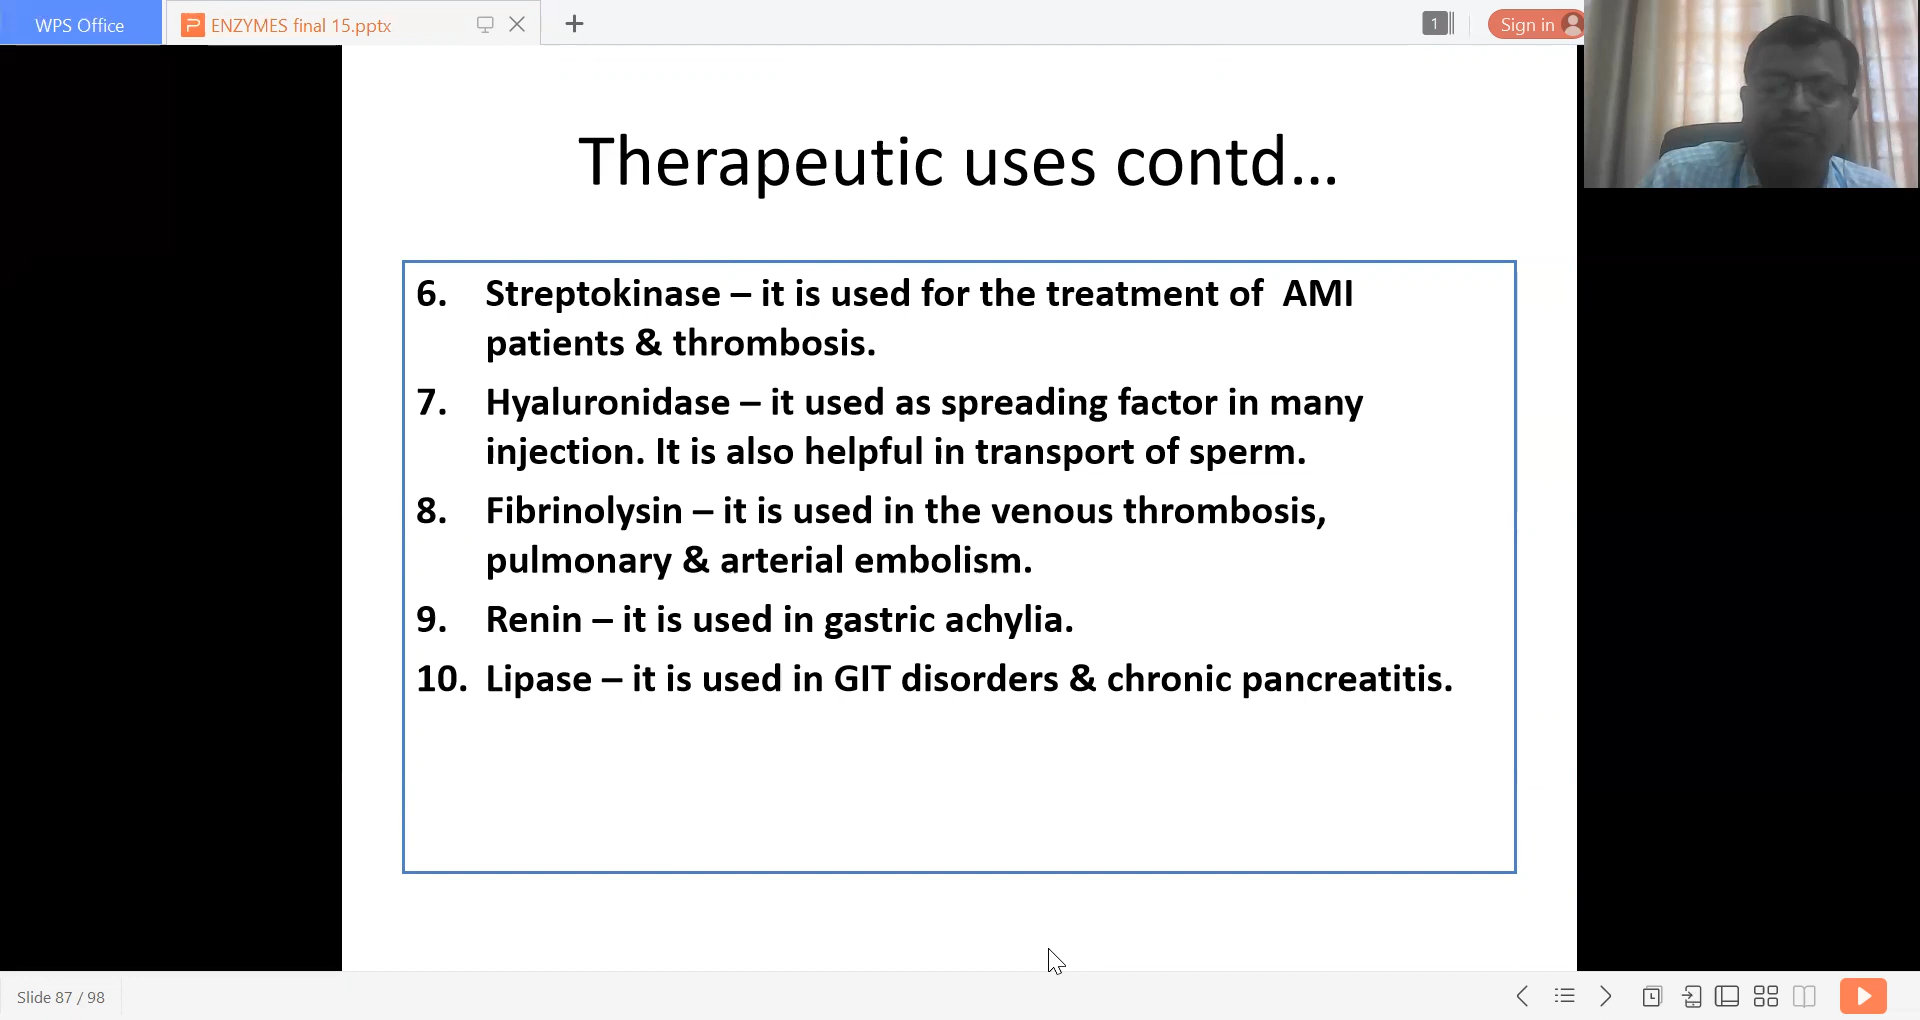 WPS Office
ENZYMES final 15.pptx
1
Sign in
Therapeutic uses contd...
6. Streptokinase – it is used for the treatment of  AMI
patients & thrombosis.
7. Hyaluronidase – it used as spreading factor in many
injection. It is also helpful in transport of sperm.
8. Fibrinolysin – it is used in the venous thrombosis,
pulmonary & arterial embolism.
9. Renin – it is used in gastric achylia.
10. Lipase – it is used in GIT disorders & chronic pancreatitis.
Slide 87 / 98